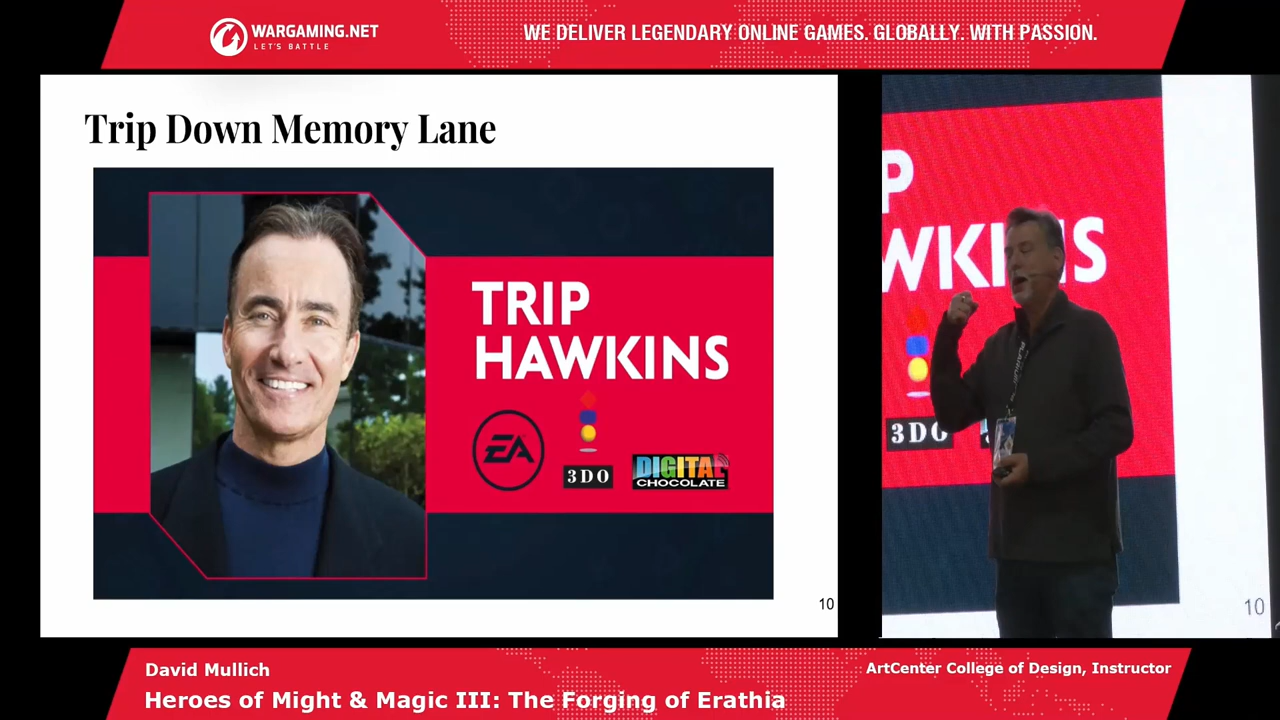 WARGAMING.NET
LET'S BATTLE
WE DELIVER LEGENDARY ONLINE GAMES. GLOBALLY. WITH PASSION.
Trip Down Memory Lane
TRIP
HAWKINS
EA
3DO
DIGITAL
CHOCOLATE
10
P
WKINS
3DO
10
David Mullich
ArtCenter College of Design, Instructor
Heroes of Might & Magic III: The Forging of Erathia